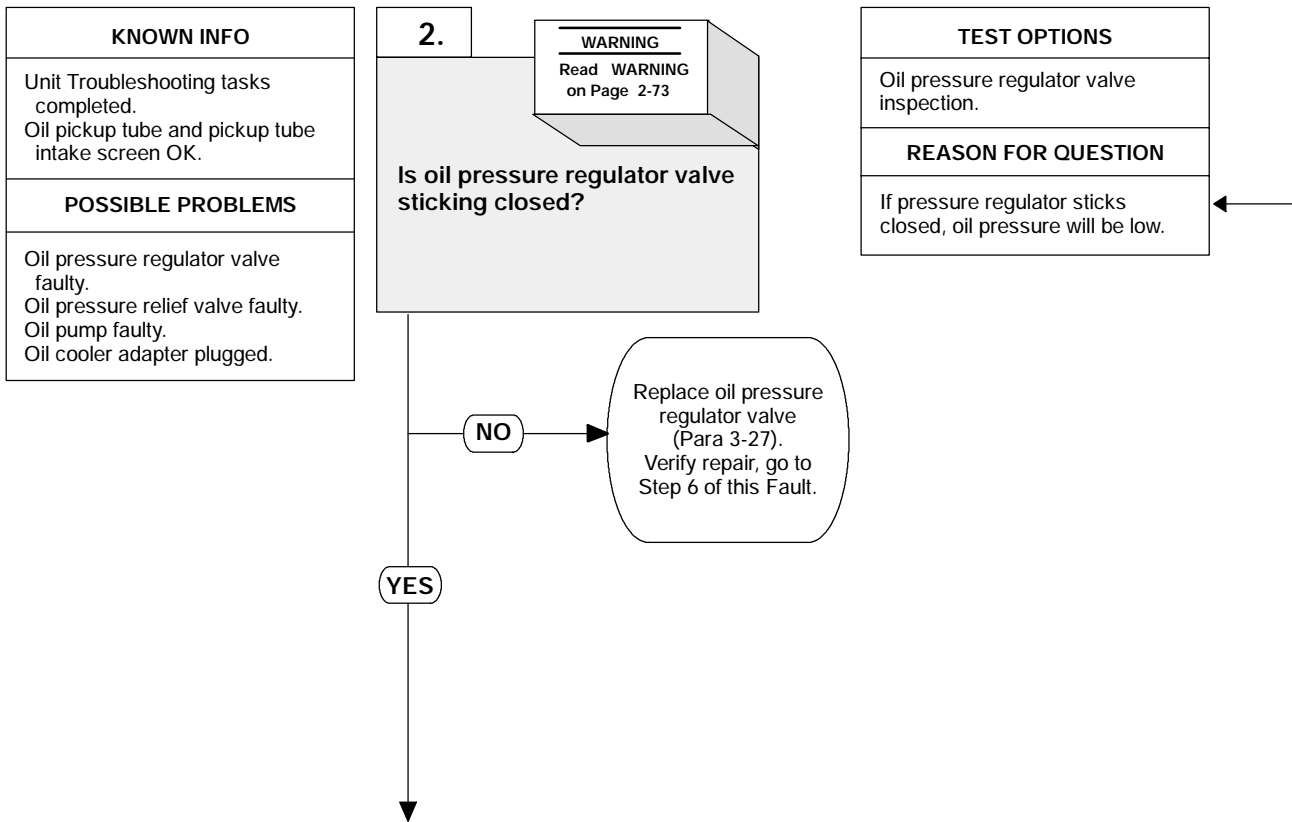 KNOWN INFO
Unit Troubleshooting tasks
completed.
Oil pickup tube and pickup tube
intake screen OK.
POSSIBLE PROBLEMS
Oil pressure regulator valve
faulty.
Oil pressure relief valve faulty.
Oil pump faulty.
Oil cooler adapter plugged.
2.
WARNING
Read WARNING
on Page 2-73
Is oil pressure regulator valve
sticking closed?
TEST OPTIONS
Oil pressure regulator valve
inspection.
REASON FOR QUESTION
If pressure regulator sticks
closed, oil pressure will be low.
NO
Replace oil pressure
regulator valve
(Para 3-27).
Verify repair, go to
Step 6 of this Fault.
YES